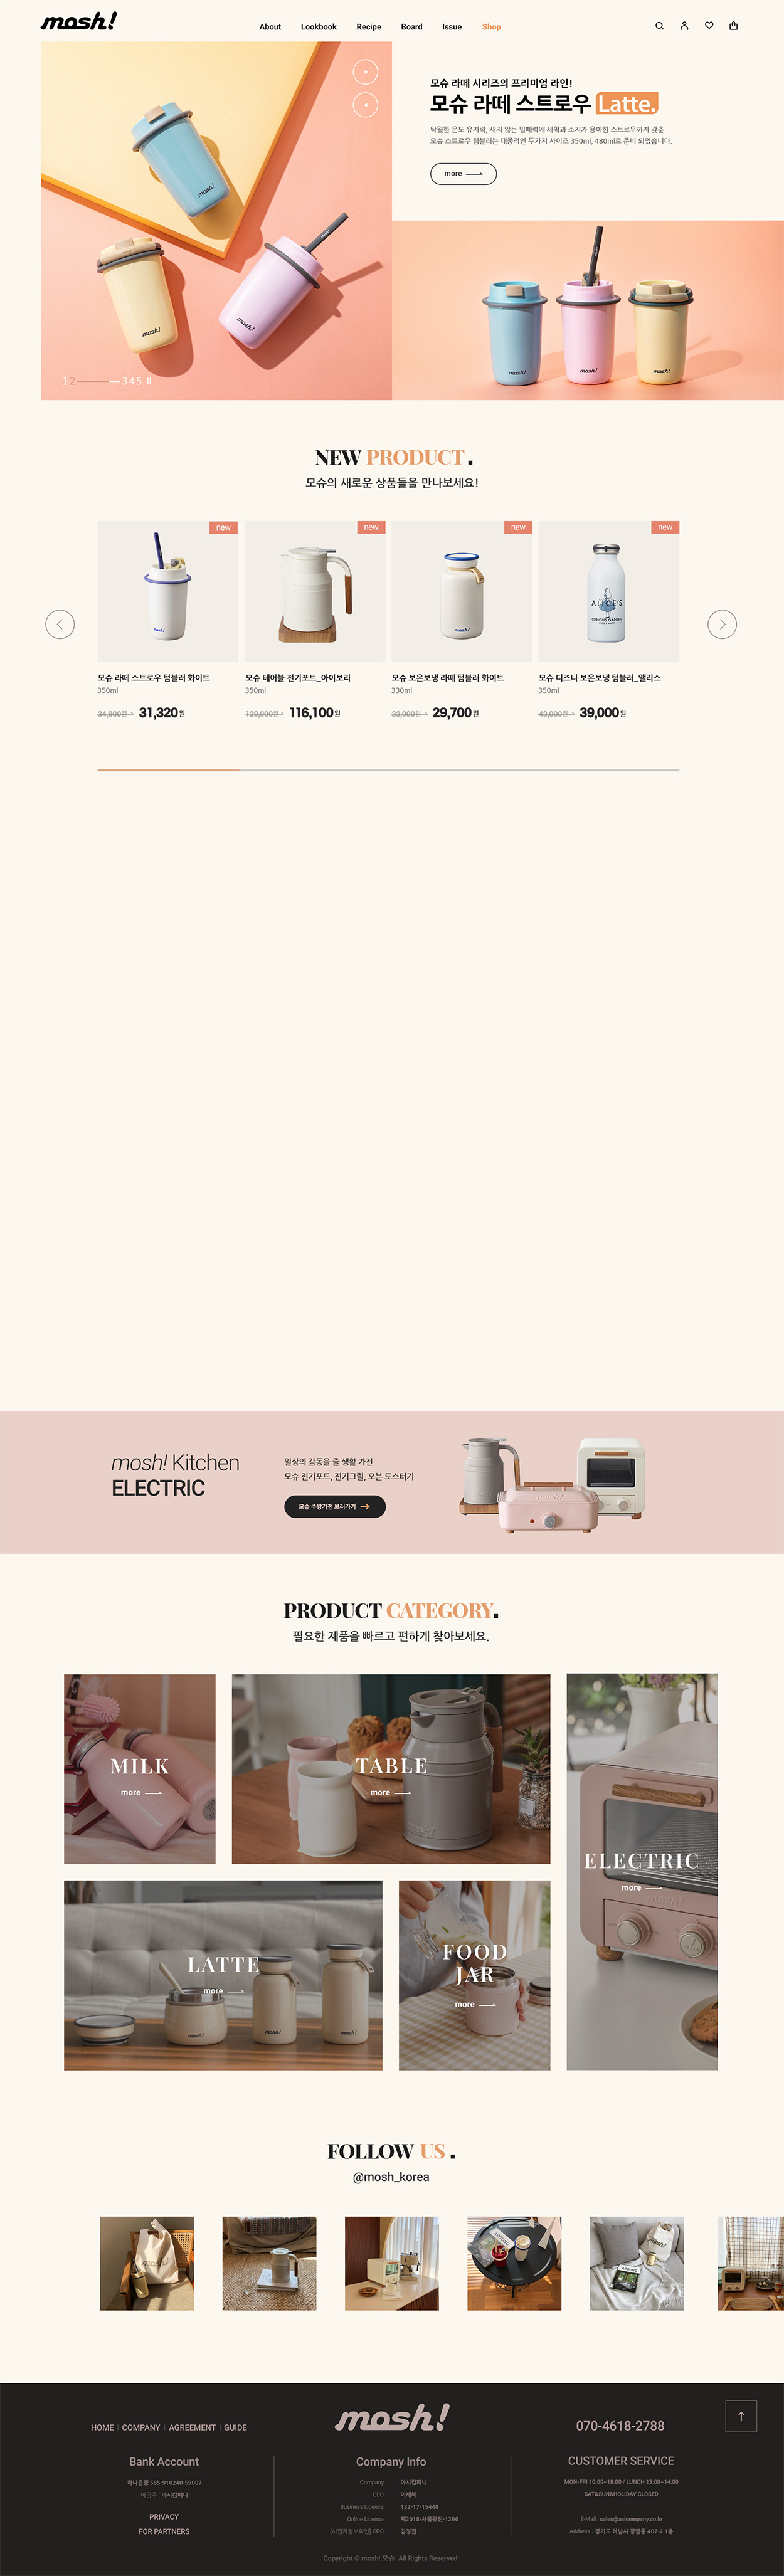 mosh!
About Lookbook Recipe Board Issue Shop
모슈 라떼 시리즈의 프리미엄 라인!
모슈 라떼 스트로우 Latte.
탁월한 온도 유지력, 새지 않는 밀폐력에 세척과 소지가 용이한 스트로우까지 갖춘
모슈 스트로우 텀블러는 대중적인 두가지 사이즈 350ml, 480ml로 준비 되었습니다.
more
mosh!
mosh!
mosh!
mosh! mosh! mosh!
1 2 3 4 5
NEW PRODUCT .
모슈의 새로운 상품들을 만나보세요!
new new new new
mosh! mosh!
ALICE'S
CURIOUS GARDEN
모슈 라떼 스트로우 텀블러 화이트
350ml
34,800원 > 31,320원
모슈 테이블 전기포트_아이보리
350ml
129,000원 > 116,100원
모슈 보온보냉 라떼 텀블러 화이트
330ml
33,000원 > 29,700원
모슈 디즈니 보온보냉 텀블러_앨리스
350ml
43,000원 > 39,000원
mosh! Kitchen
ELECTRIC
일상의 감동을 줄 생활 가전
모슈 전기포트, 전기그릴, 오븐 토스터기
모슈 주방가전 보러가기
mosh!
PRODUCT CATEGORY.
필요한 제품을 빠르고 편하게 찾아보세요.
MILK
more
TABLE
more
ELECTRIC
more
mosh!
LATTE
more
mosh! mosh! mosh!
FOOD
JAR
more
FOLLOW US .
@mosh_korea
HOME | COMPANY | AGREEMENT | GUIDE
mosh!
070-4618-2788
Bank Account
하나은행 585-910240-59007
예금주 : 아시컴퍼니
PRIVACY
FOR PARTNERS
Company Info
Company. 아시컴퍼니
CEO. 이세욱
Business Licence. 132-17-15448
Online Licence. 제2018-서울광진-1296
[사업자정보확인] CPO. 김정권
CUSTOMER SERVICE
MON-FRI 10:00~18:00 / LUNCH 13:00~14:00
SAT&SUN&HOLIDAY CLOSED
E-Mail : sales@asicompany.co.kr
Address : 경기도 하남시 광암동 407-2 1층
Copyright © mosh! 모슈. All Rights Reserved.